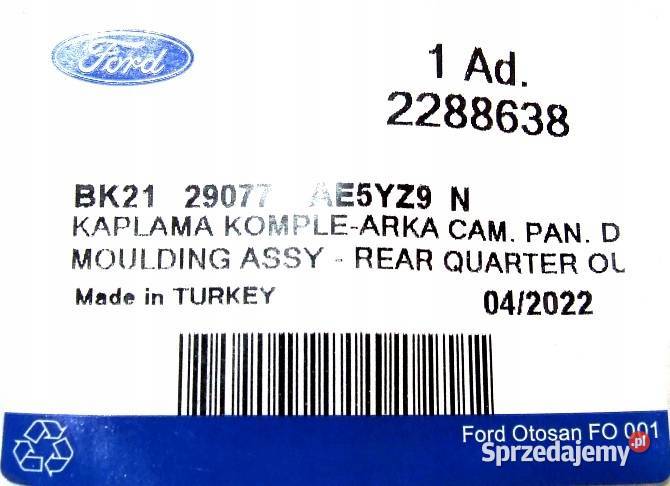 Ford
1 Ad.
2288638
BK21 29077 AE5YZ9 N
KAPLAMA KOMPLE-ARKA CAM. PAN. D
MOULDING ASSY - REAR QUARTER OU
Made in TURKEY
04/2022
Ford Otosan FO 001
Sprzedajemy.pl